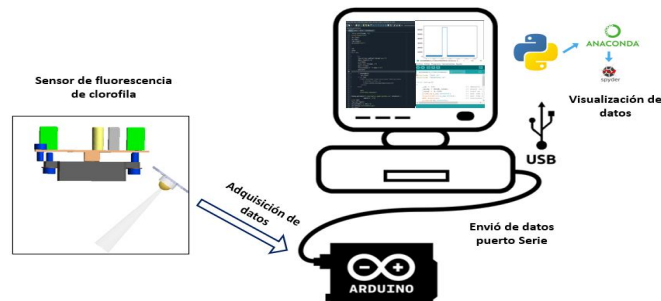 Sensor de fluorescencia
de clorofila
Adquisición de
datos
ARDUINO
Envió de datos
puerto Serie
USB
ANACONDA
spyder
Visualización de
datos